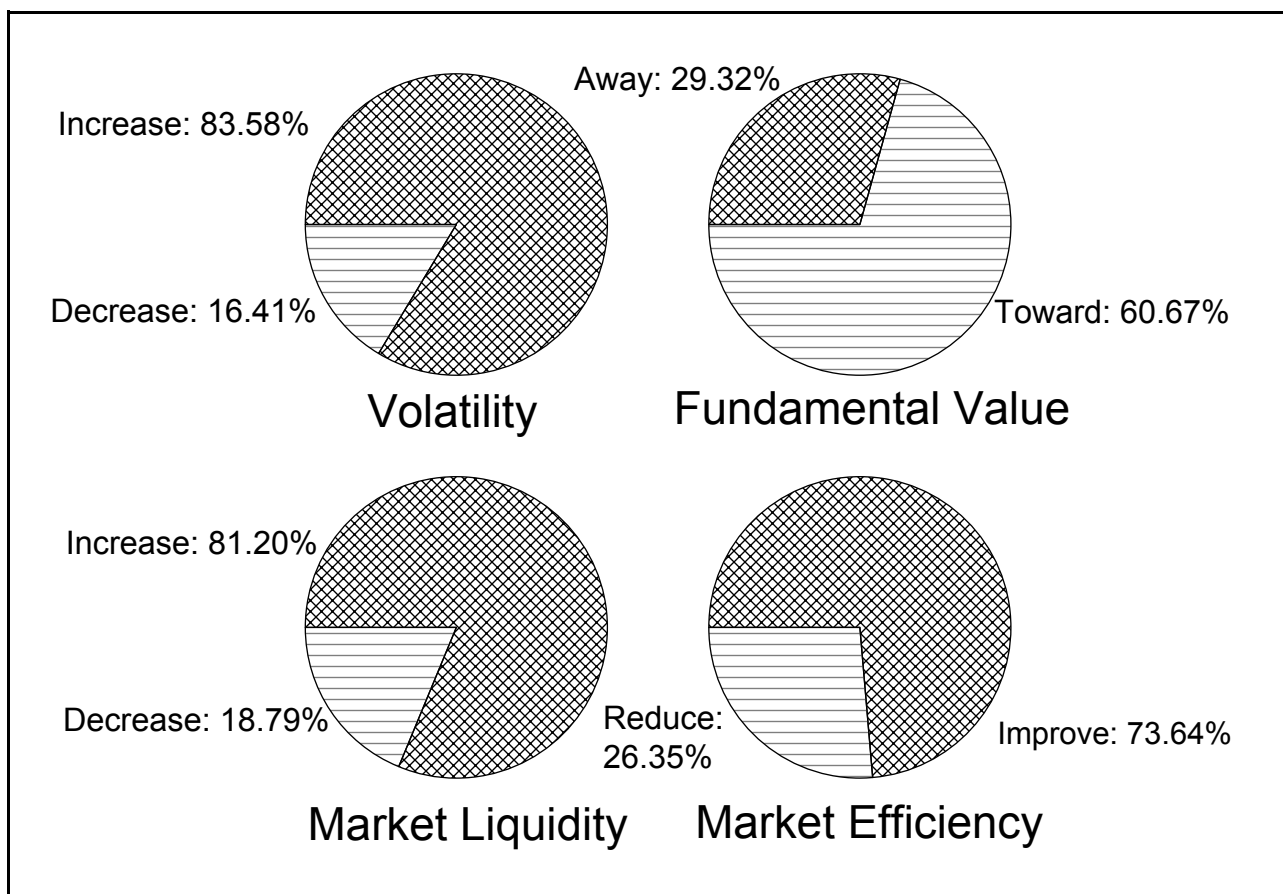 Increase: 83.58%
Decrease: 16.41%
Volatility
Away: 29.32%
Toward: 60.67%
Fundamental Value
Increase: 81.20%
Decrease: 18.79%
Market Liquidity
Reduce:
26.35%
Improve: 73.64%
Market Efficiency